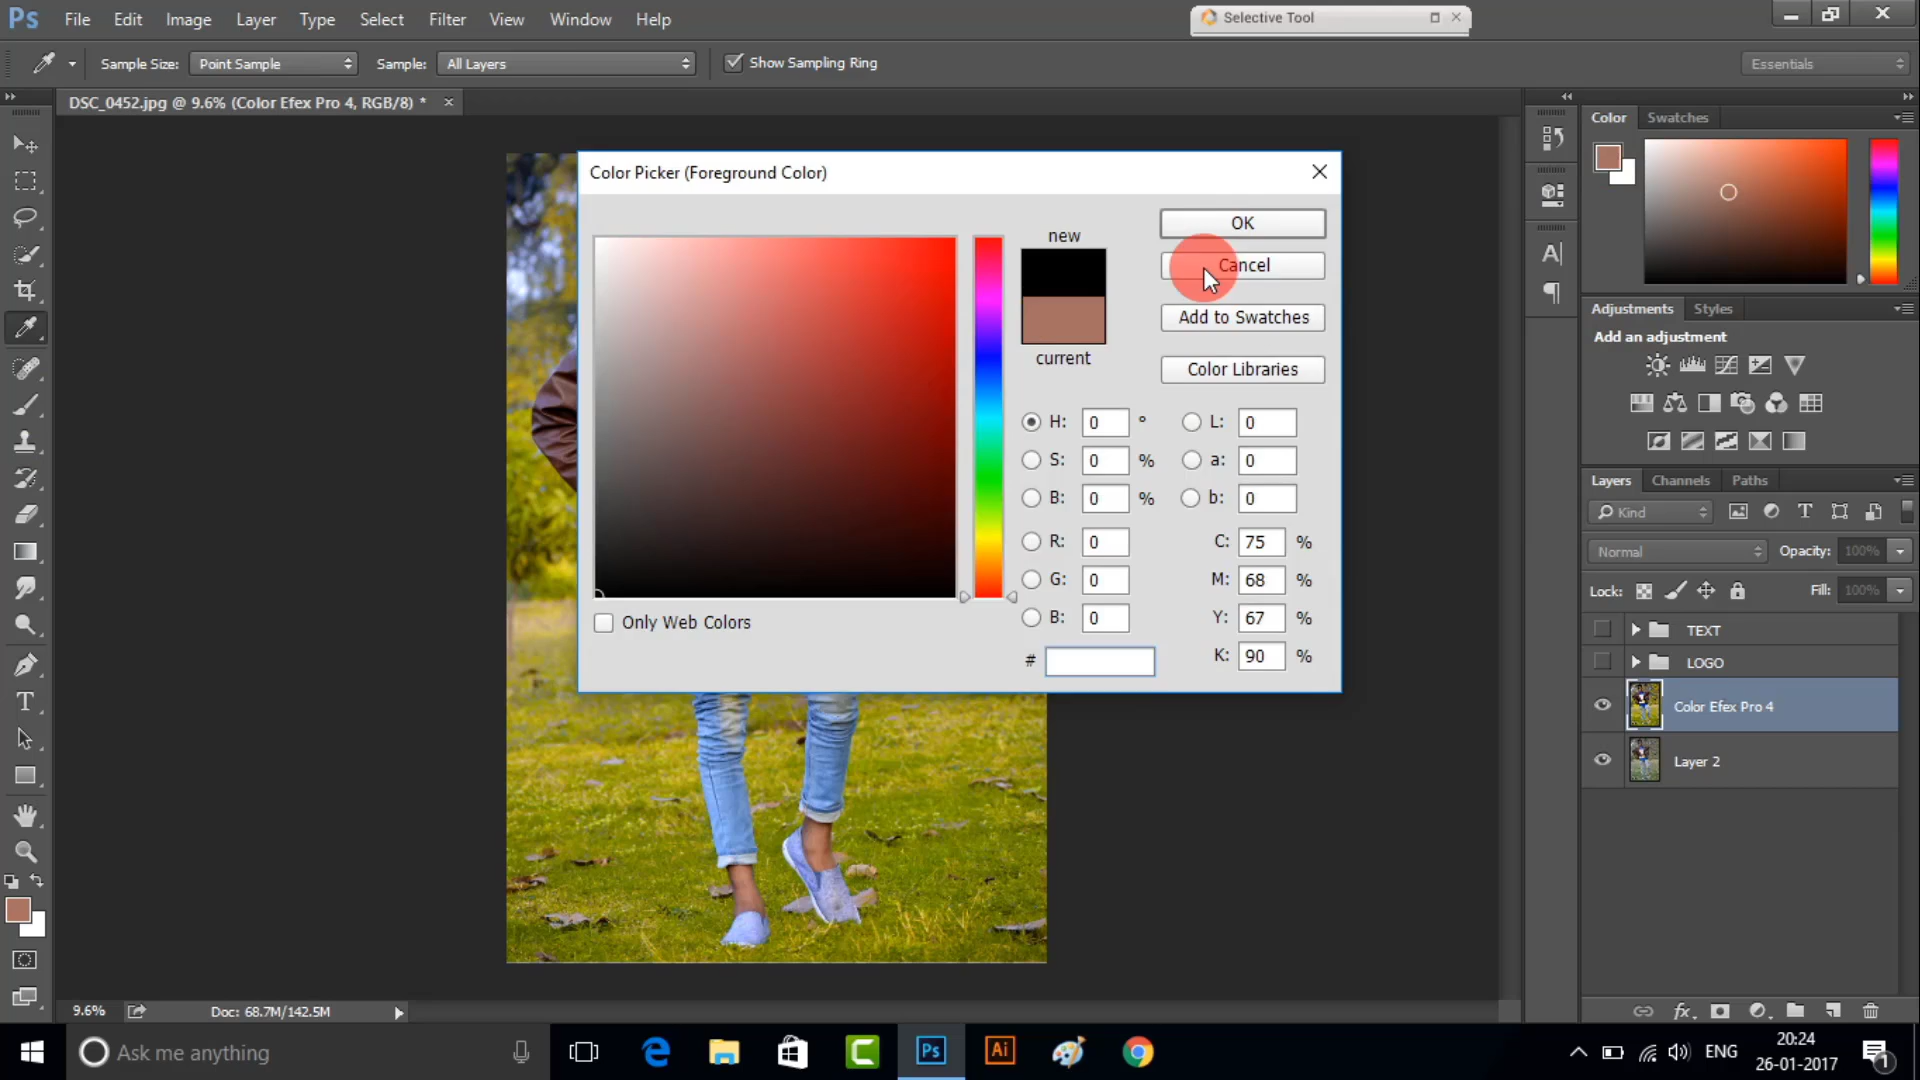 Ps File Edit Image Layer Type Select Filter View Window Help
Selective Tool
Sample Size: Point Sample Sample: All Layers Show Sampling Ring
Essentials
DSC_0452.jpg @ 9.6% (Color Efex Pro 4, RGB/8) *
Color Swatches
Color Picker (Foreground Color)
new
current
OK
Cancel
Add to Swatches
Color Libraries
H: 0 ° L: 0
S: 0 % a: 0
B: 0 % b: 0
R: 0 C: 75 %
G: 0 M: 68 %
B: 0 Y: 67 %
# K: 90 %
Only Web Colors
Adjustments Styles
Add an adjustment
Layers Channels Paths
Kind
Normal Opacity: 100%
Lock: Fill: 100%
TEXT
LOGO
Color Efex Pro 4
Layer 2
9.6% Doc: 68.7M/142.5M
Ask me anything
Ps Ai
ENG
20:24
26-01-2017
1